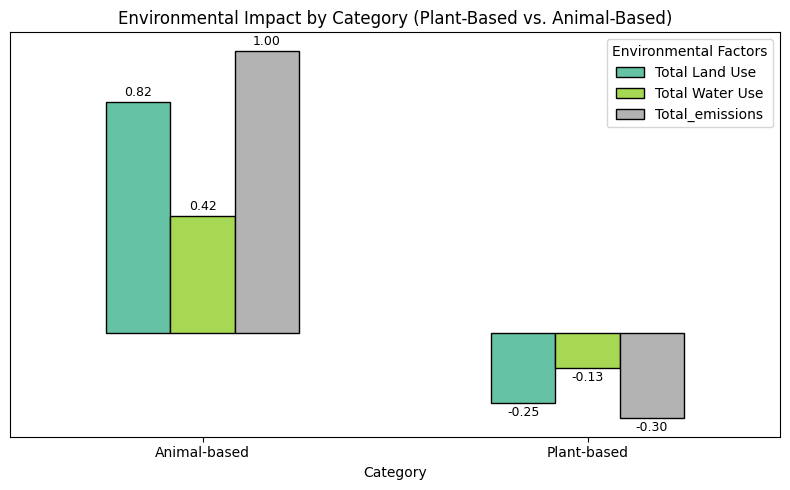 Environmental Impact by Category (Plant-Based vs. Animal-Based)
1.00
0.82
0.42
-0.25
-0.13
-0.30
Environmental Factors
Total Land Use
Total Water Use
Total_emissions
Animal-based
Plant-based
Category